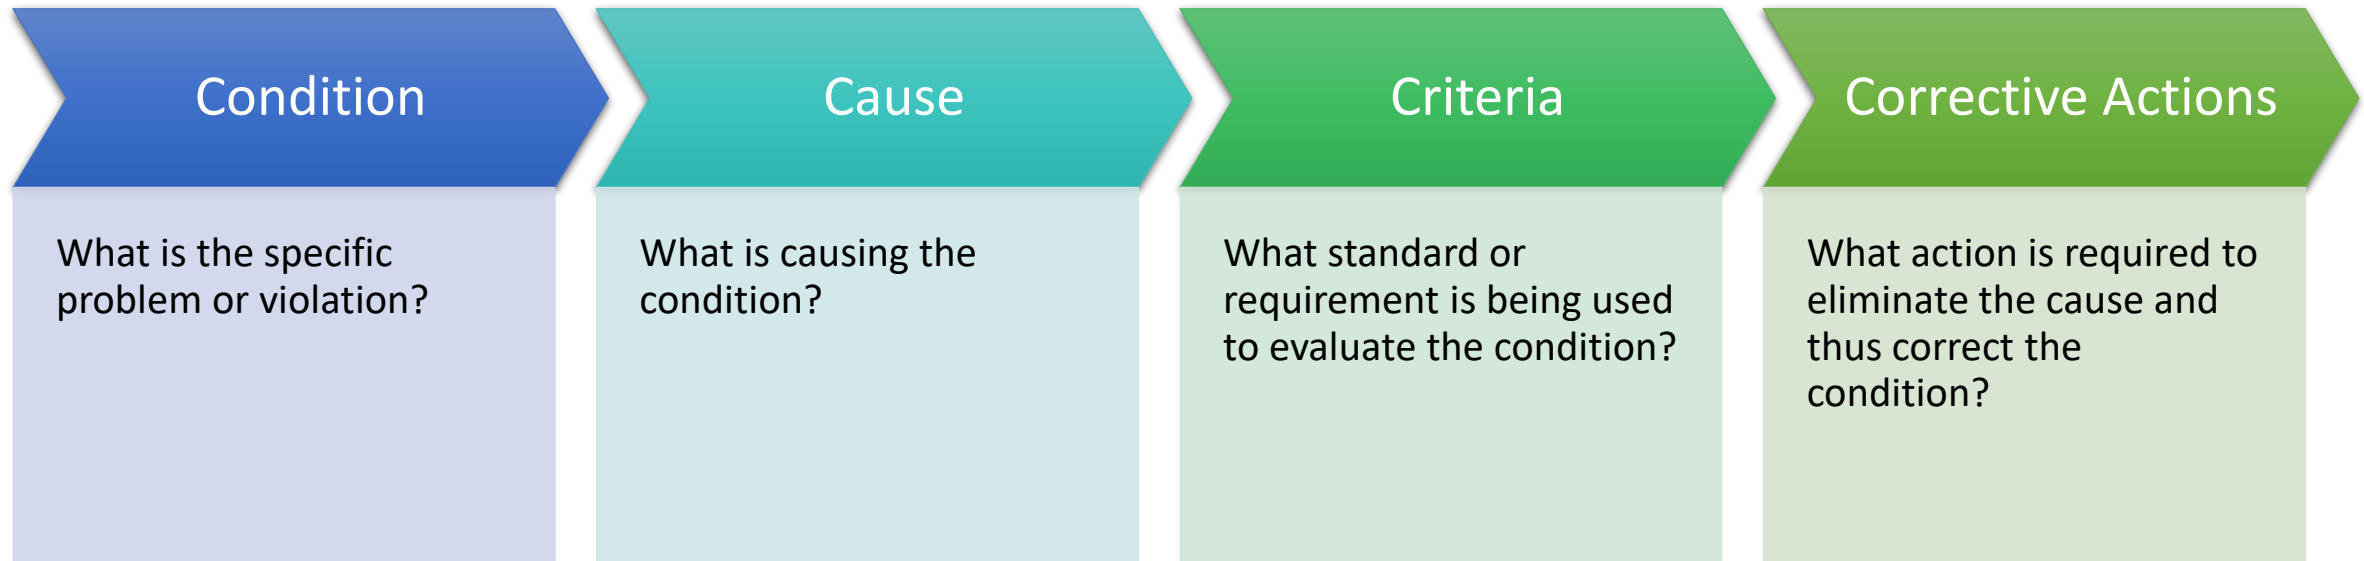 Condition
What is the specific
problem or violation?
Cause
What is causing the
condition?
Criteria
What standard or
requirement is being used
to evaluate the condition?
Corrective Actions
What action is required to
eliminate the cause and
thus correct the
condition?